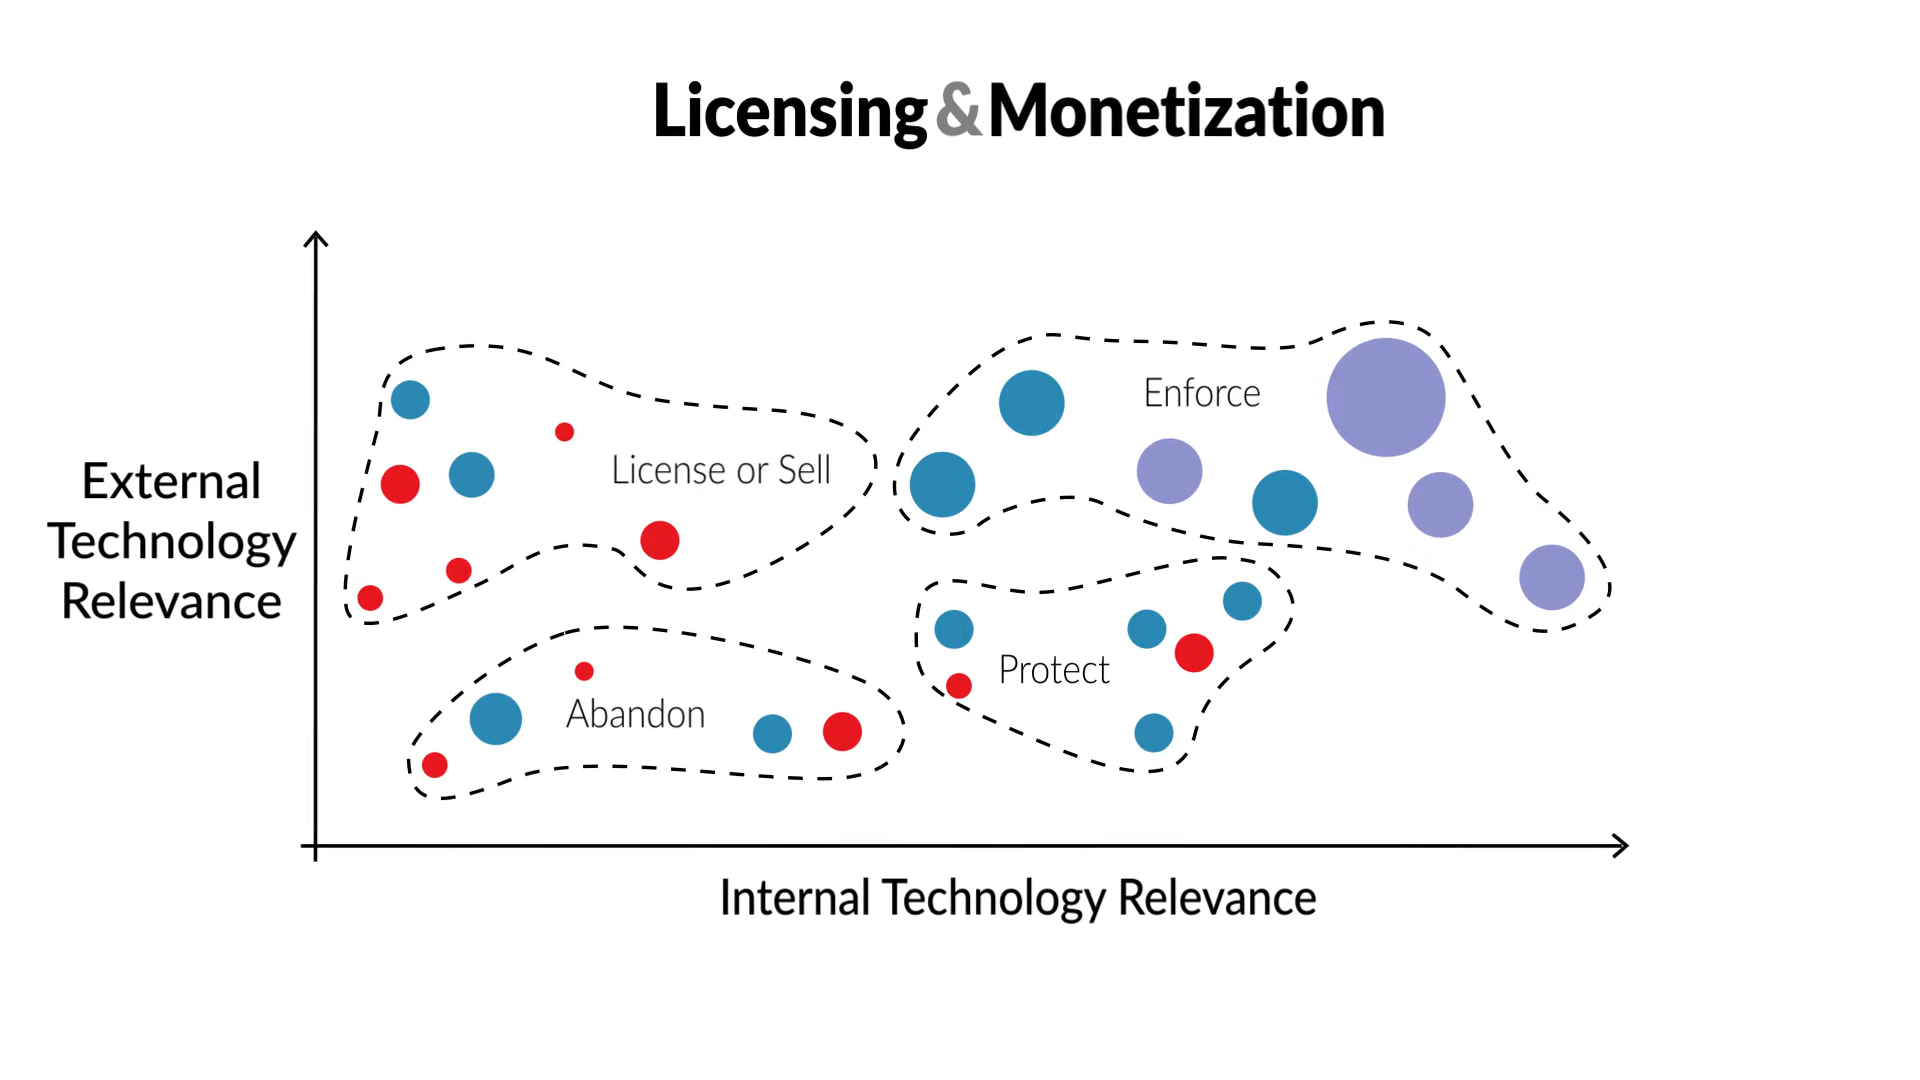 Licensing & Monetization
Enforce
License or Sell
External
Technology
Relevance
Protect
Abandon
Internal Technology Relevance